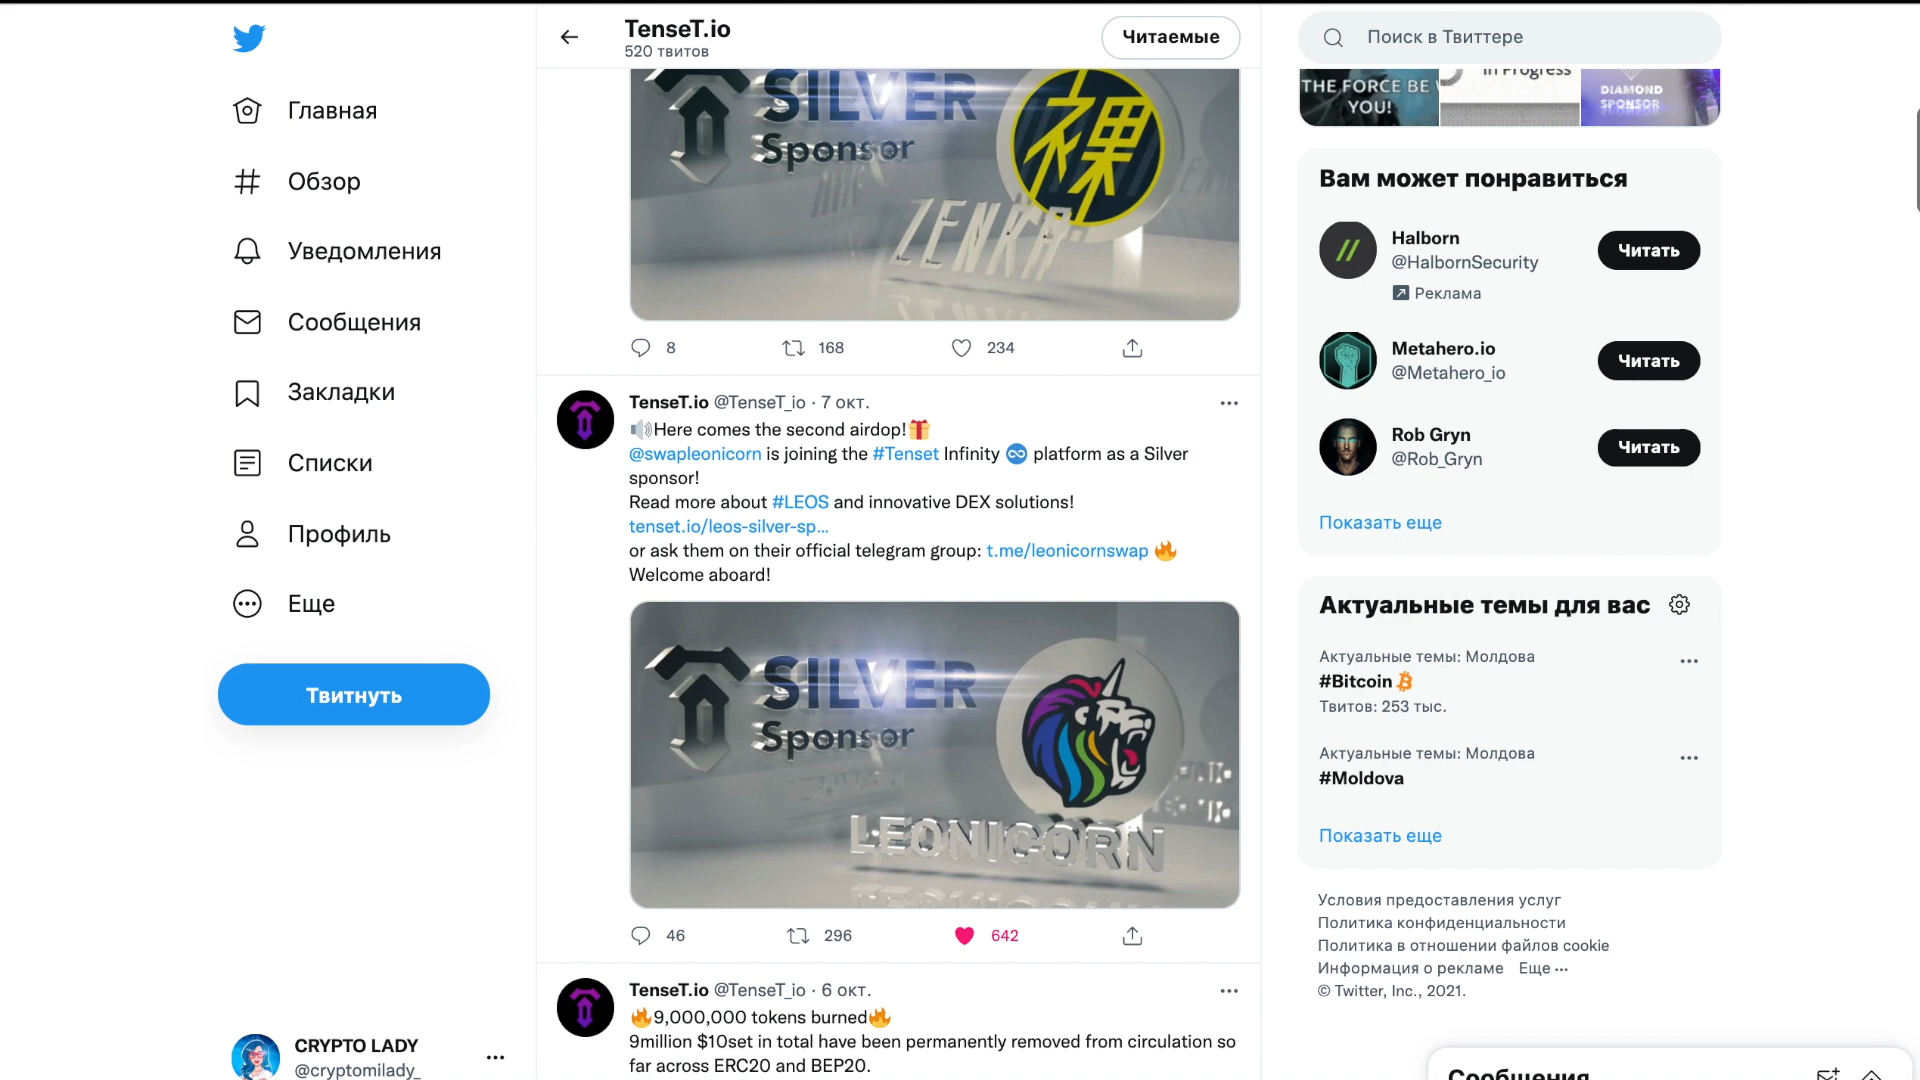 TenseT.io
520 твитов
Читаемые
Поиск в Твиттере
Главная
Обзор
Уведомления
Сообщения
Закладки
Списки
Профиль
Еще
Твитнуть
CRYPTO LADY
@cryptomilady_
SILVER
Sponsor
裸
ZENKA
8
168
234
TenseT.io @TenseT_io · 7 окт.
🔊Here comes the second airdop!🎁
@swapleonicorn is joining the #Tenset Infinity ♾ platform as a Silver
sponsor!
Read more about #LEOS and innovative DEX solutions!
tenset.io/leos-silver-sp...
or ask them on their official telegram group: t.me/leonicornswap 🔥
Welcome aboard!
SILVER
Sponsor
LEONICORN
46
296
642
TenseT.io @TenseT_io · 6 окт.
🔥9,000,000 tokens burned🔥
9million $10set in total have been permanently removed from circulation so
far across ERC20 and BEP20.
THE FORCE BE
YOU!
In Progress
DIAMOND
SPONSOR
Вам может понравиться
Halborn
@HalbornSecurity
Реклама
Читать
Metahero.io
@Metahero_io
Читать
Rob Gryn
@Rob_Gryn
Читать
Показать еще
Актуальные темы для вас
Актуальные темы: Молдова
#Bitcoin
Твитов: 253 тыс.
Актуальные темы: Молдова
#Moldova
Показать еще
Условия предоставления услуг
Политика конфиденциальности
Политика в отношении файлов cookie
Информация о рекламе Еще ···
© Twitter, Inc., 2021.
Сообщения